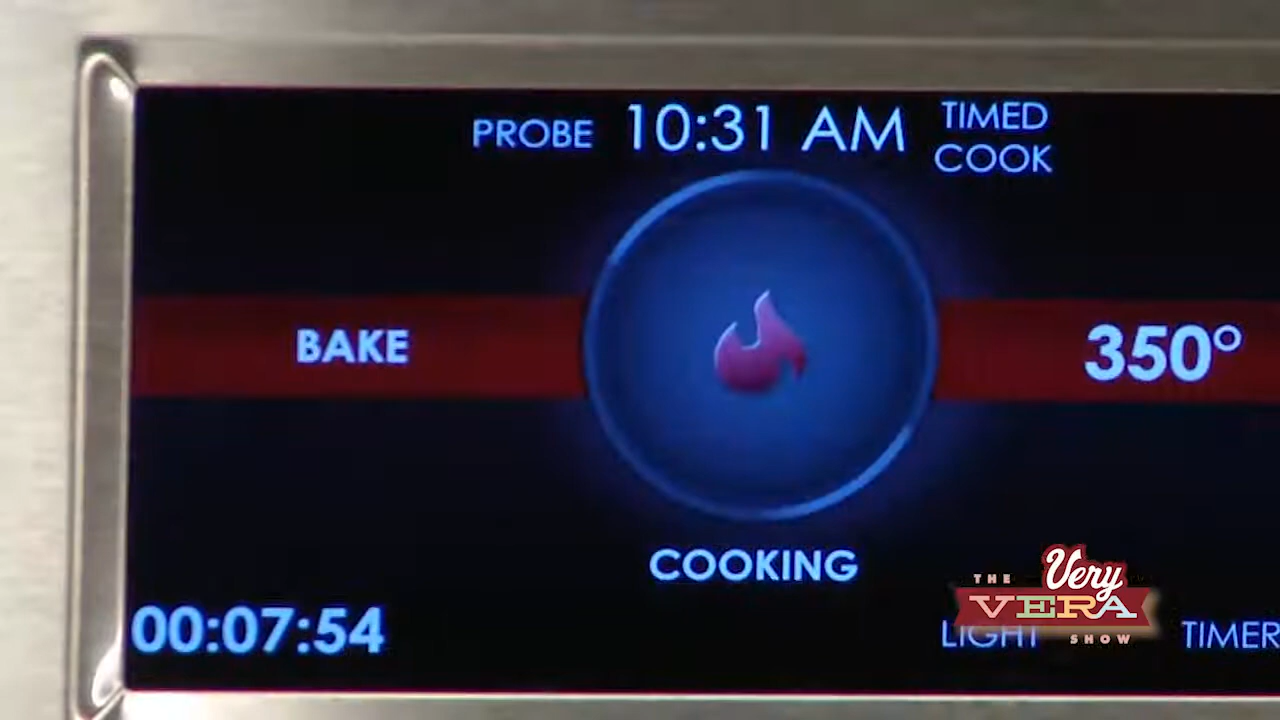 PROBE 10:31 AM TIMED COOK
BAKE
350°
COOKING
00:07:54
LIGHT
TIMER
THE
Very
VERA
SHOW